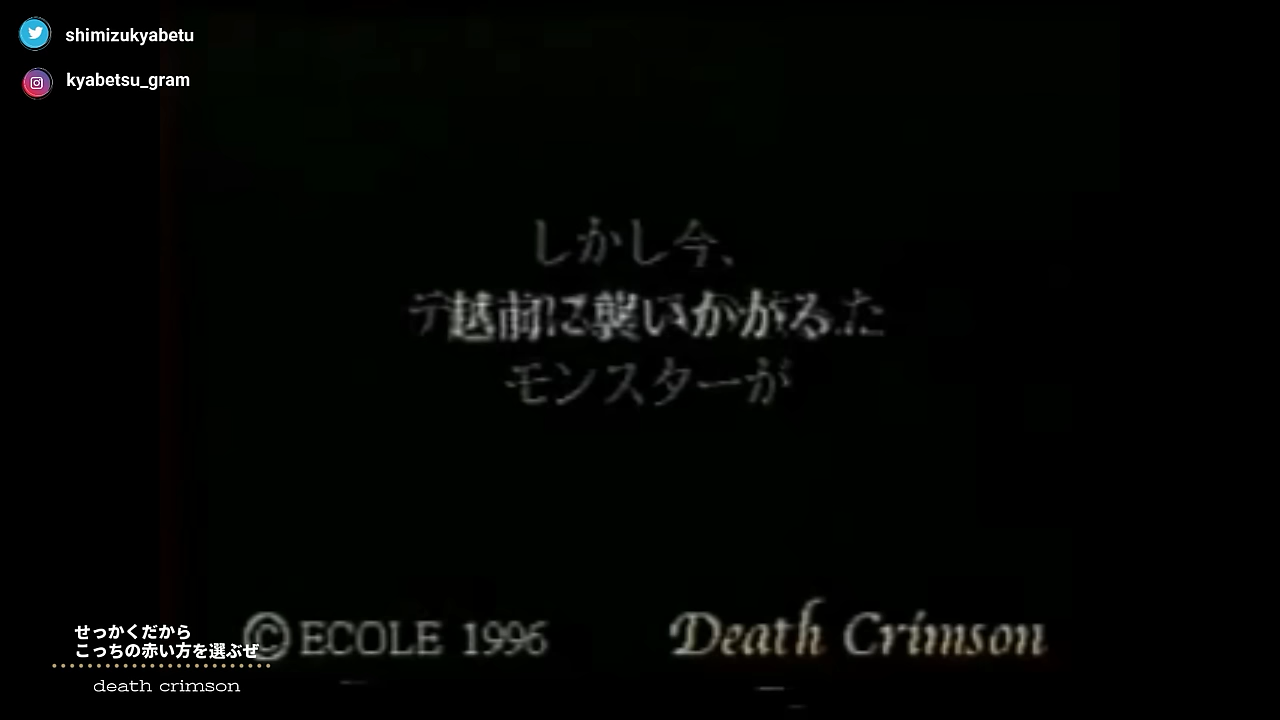 shimizukyabetu
kyabetsu_gram
しかし今、
越前に襲いかかる
モンスターが
© ECOLE 1996
Death Crimson
せっかくだから
こっちの赤い方を選ぶぜ
death crimson